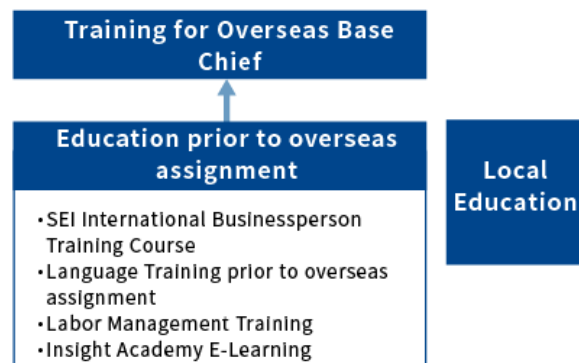 Training for Overseas Base
Chief
Education prior to overseas
assignment
・SEI International Businessperson
Training Course
・Language Training prior to overseas
assignment
・Labor Management Training
・Insight Academy E-Learning
Local
Education